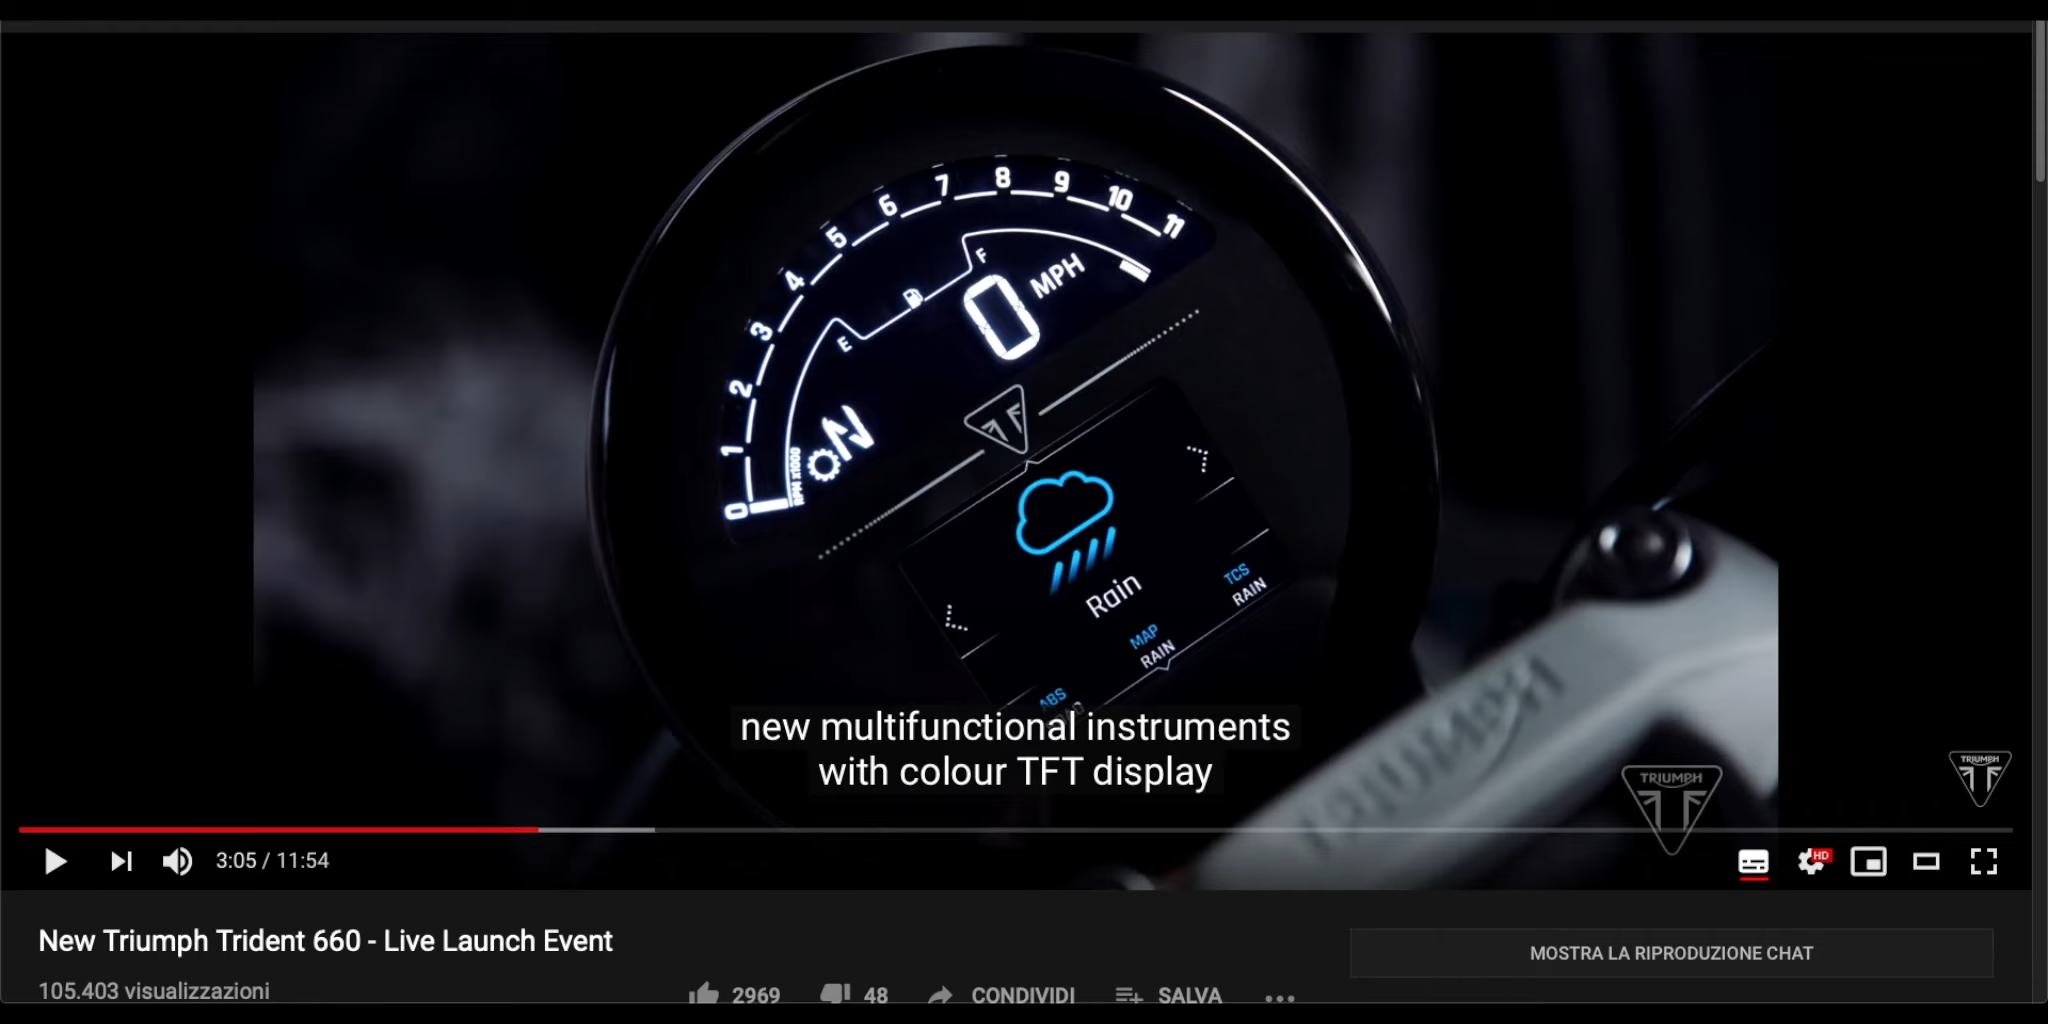 0
1
2
3
4
5
6
7
8
9
10
11
RPM x1000
E
F
N
0 MPH
Rain
TCS
RAIN
MAP
RAIN
ABS
new multifunctional instruments
with colour TFT display
TRIUMPH
TRIUMPH
TRIUMPH
3:05 / 11:54
HD
New Triumph Trident 660 - Live Launch Event
MOSTRA LA RIPRODUZIONE CHAT
105.403 visualizzazioni
2969
48
CONDIVIDI
SALVA